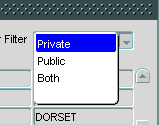 r Filter
Private
Public
Both
DORSET